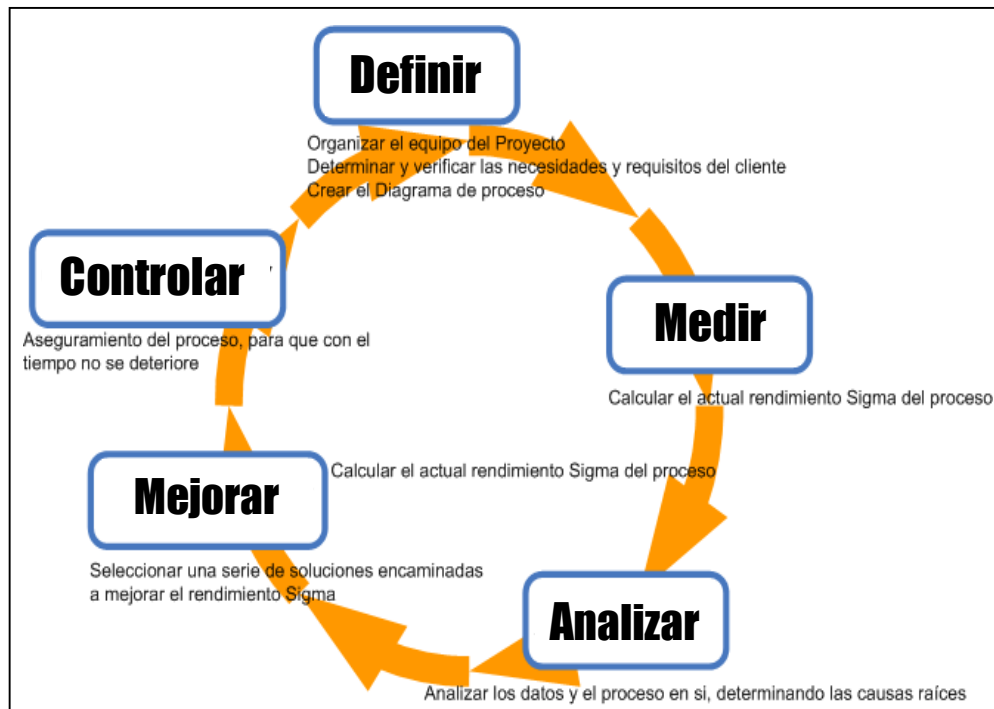 Definir
Organizar el equipo del Proyecto
Determinar y verificar las necesidades y requisitos del cliente
Crear el Diagrama de proceso
Medir
Calcular el actual rendimiento Sigma del proceso
Analizar
Analizar los datos y el proceso en si, determinando las causas raíces
Calcular el actual rendimiento Sigma del proceso
Mejorar
Seleccionar una serie de soluciones encaminadas
a mejorar el rendimiento Sigma
Controlar
Aseguramiento del proceso, para que con el
tiempo no se deteriore